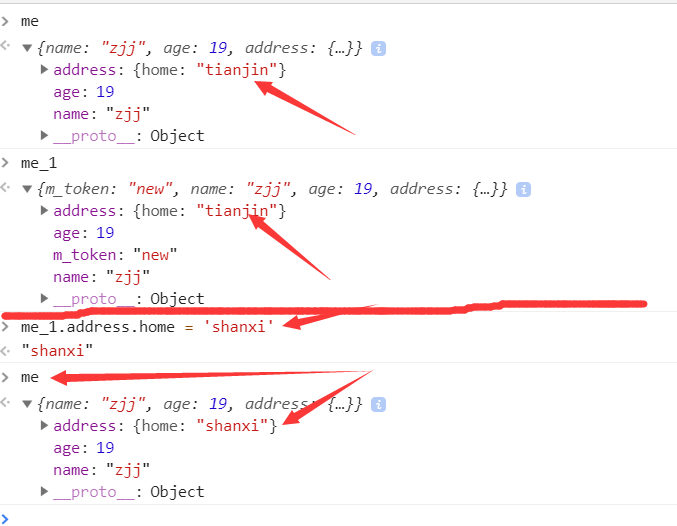 > me
▼{name: "zjj", age: 19, address: {…}} i
▶address: {home: "tianjin"}
age: 19
name: "zjj"
▶__proto__: Object
> me_1
▼{m_token: "new", name: "zjj", age: 19, address: {…}} i
▶address: {home: "tianjin"}
age: 19
m_token: "new"
name: "zjj"
▶__proto__: Object
> me_1.address.home = 'shanxi'
"shanxi"
> me
▼{name: "zjj", age: 19, address: {…}} i
▶address: {home: "shanxi"}
age: 19
name: "zjj"
▶__proto__: Object
>